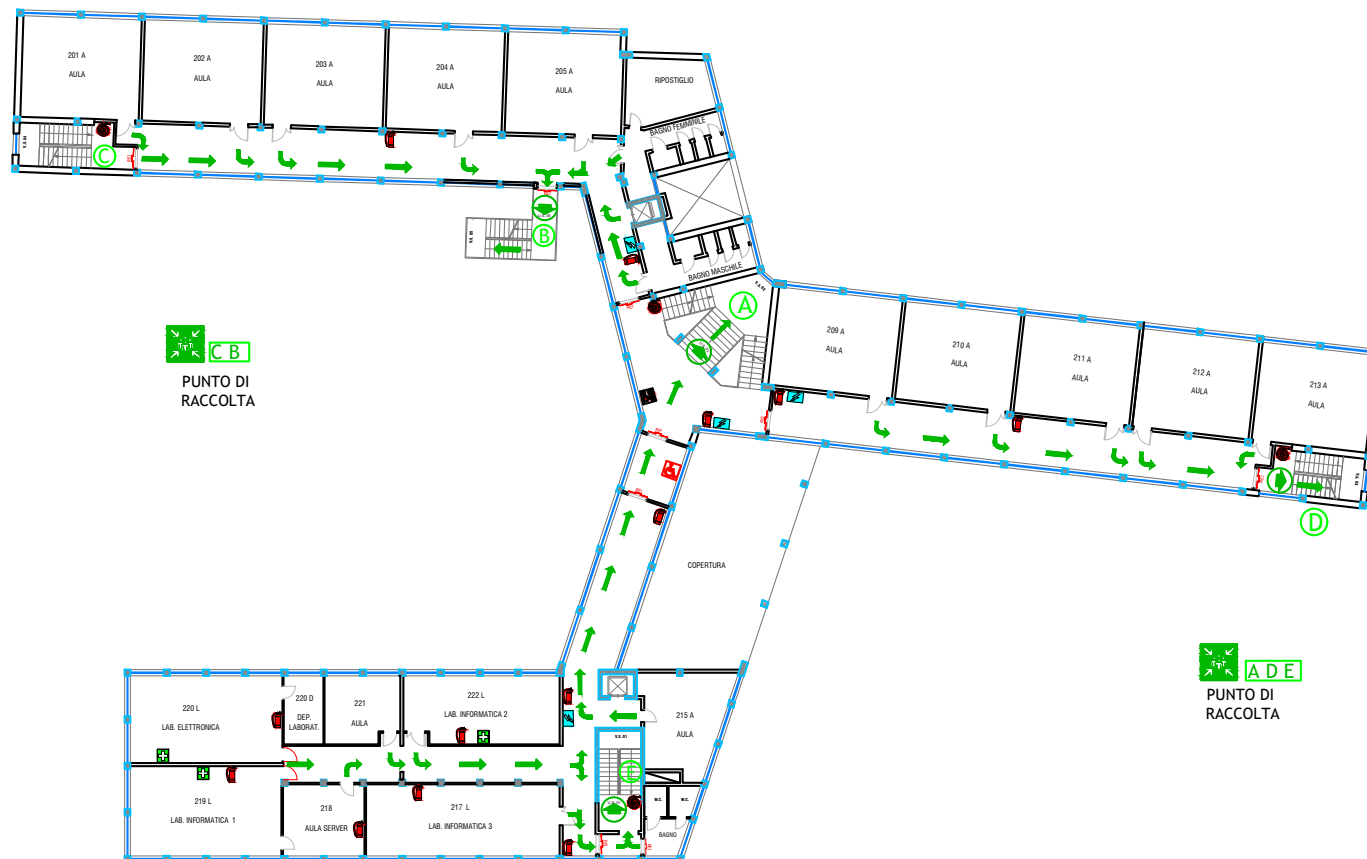 201 A
AULA
202 A
AULA
203 A
AULA
204 A
AULA
205 A
AULA
RIPOSTIGLIO
BAGNO FEMMINILE
C
B
BAGNO MASCHILE
A
209 A
AULA
210 A
AULA
211 A
AULA
212 A
AULA
213 A
AULA
C B
PUNTO DI
RACCOLTA
D
COPERTURA
A D E
PUNTO DI
RACCOLTA
220 L
LAB. ELETTRONICA
220 D
DEP.
LABORAT.
221
AULA
222 L
LAB. INFORMATICA 2
215 A
AULA
E
219 L
LAB. INFORMATICA 1
218
AULA SERVER
217 L
LAB. INFORMATICA 3
W.C.
W.C.
BAGNO